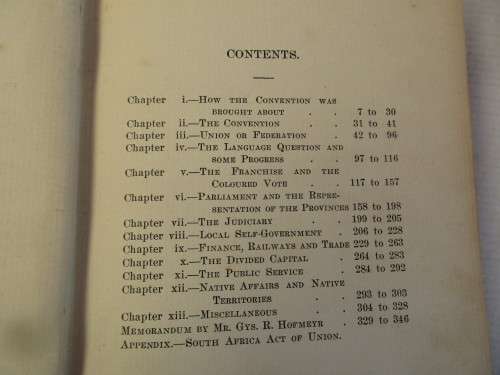 CONTENTS.
Chapter i.—How the Convention was
brought about . . 7 to 30
Chapter ii.—The Convention . . 31 to 41
Chapter iii.—Union or Federation . 42 to 96
Chapter iv.—The Language Question and
some Progress . . 97 to 116
Chapter v.—The Franchise and the
Coloured Vote . . 117 to 157
Chapter vi.—Parliament and the Repre-
sentation of the Provinces 158 to 198
Chapter vii.—The Judiciary . . 199 to 205
Chapter viii.—Local Self-Government . 206 to 228
Chapter ix.—Finance, Railways and Trade 229 to 263
Chapter x.—The Divided Capital . 264 to 283
Chapter xi.—The Public Service . 284 to 292
Chapter xii.—Native Affairs and Native
Territories . . 293 to 303
Chapter xiii.—Miscellaneous . . 304 to 328
Memorandum by Mr. Gys. R. Hofmeyr . 329 to 346
Appendix.—South Africa Act of Union.